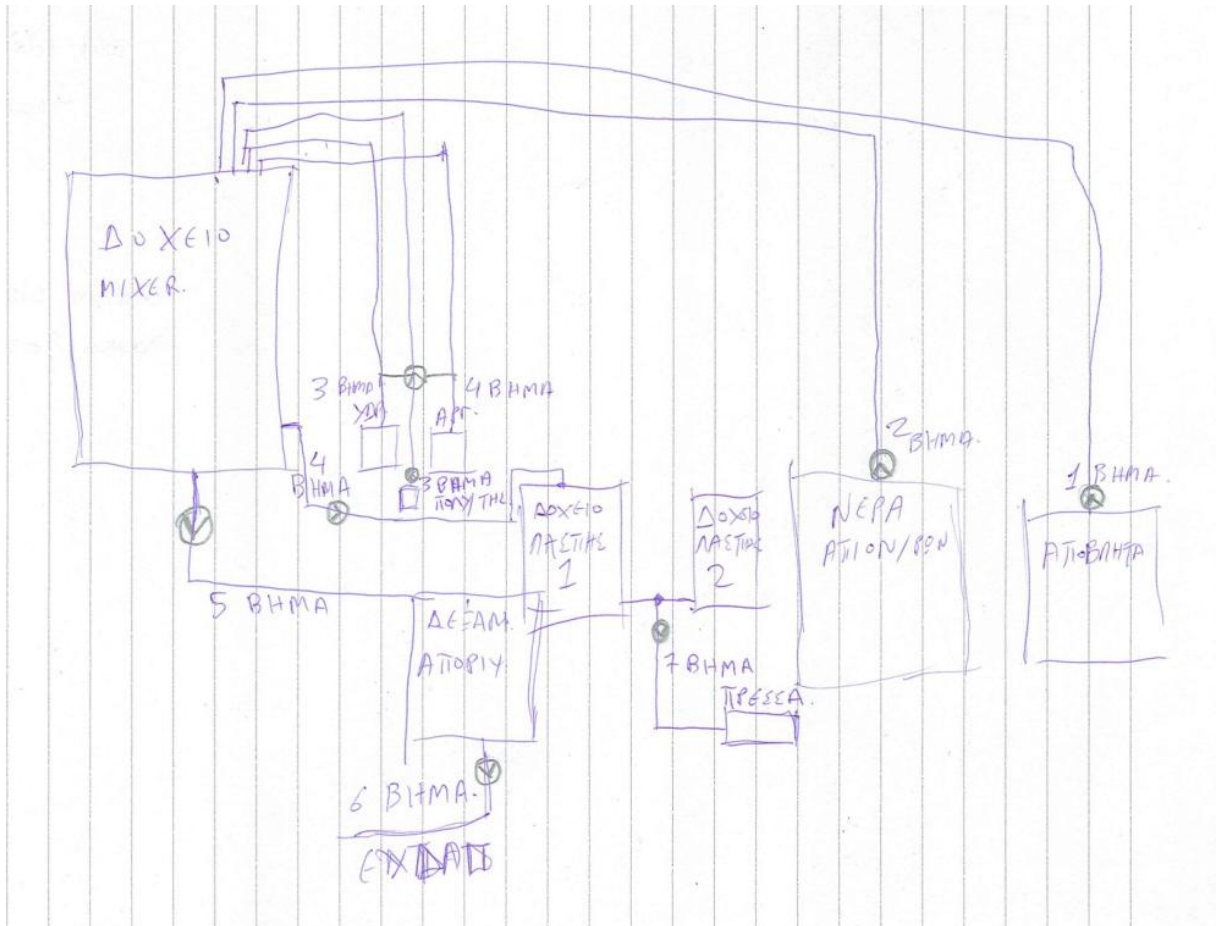 ΔΟΧΕΙΟ
MIXER.
3 ΒΗΜΑ
ΥΔΡ
4 ΒΗΜΑ
ΑΡΓ.
4
ΒΗΜΑ
3 ΒΗΜΑ
ΠΟΛΥ/ΤΗΣ
ΔΟΧΕΙΟ
ΛΑΣΠΗΣ
1
ΔΟΧΕΙΟ
ΛΑΣΠΗΣ
2
2
ΒΗΜΑ.
ΝΕΡΑ
ΑΠΙΟΝ/ΡΩΝ
1 ΒΗΜΑ.
ΑΠΟΒΛΗΤΑ
5 ΒΗΜΑ
ΔΕΞΑΜ.
ΑΠΟΡΙΥ.
7 ΒΗΜΑ
ΠΡΕΣΣΑ.
6 ΒΗΜΑ.